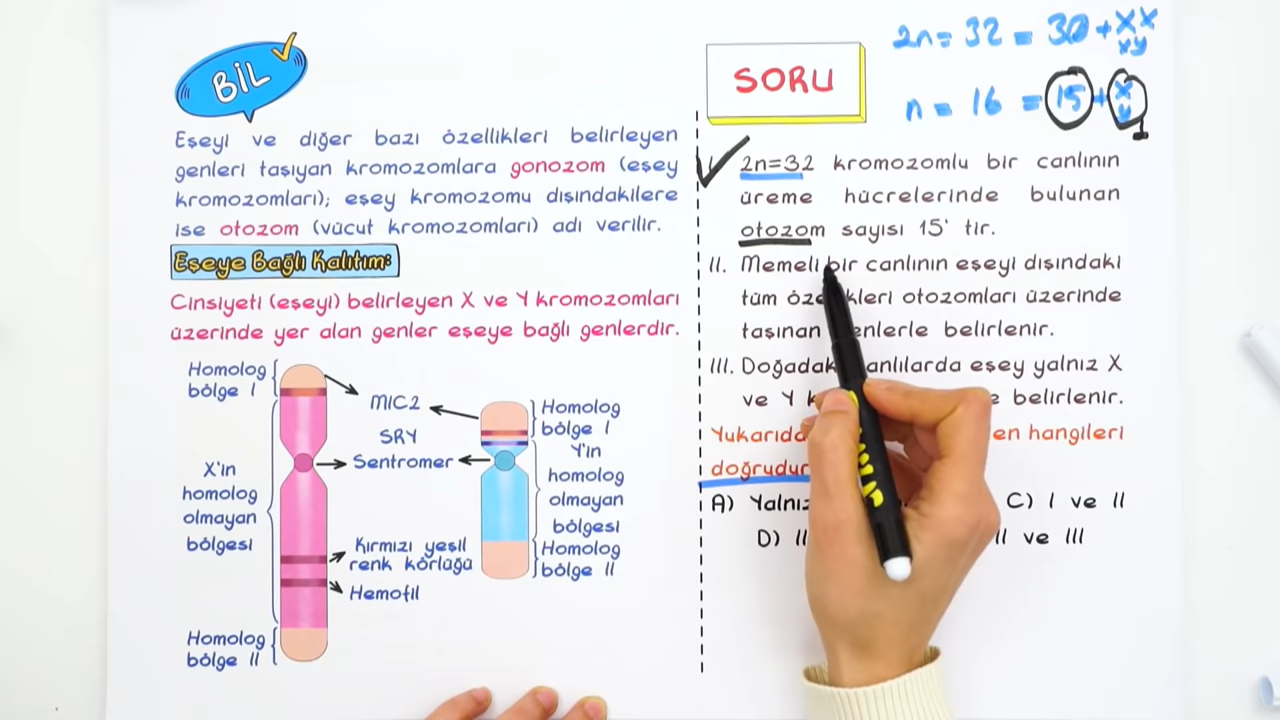 BİL
Eşeyi ve diğer bazı özellikleri belirleyen
genleri taşıyan kromozomlara gonozom (eşey
kromozomları); eşey kromozomu dışındakilere
ise otozom (vücut kromozomları) adı verilir.
Eşeye Bağlı Kalıtım:
Cinsiyeti (eşeyi) belirleyen X ve Y kromozomları
üzerinde yer alan genler eşeye bağlı genlerdir.
Homolog
bölge I
X'in
homolog
olmayan
bölgesi
Homolog
bölge II
MIC2
SRY
Sentromer
Kırmızı yeşil
renk körlüğü
Hemofil
Homolog
bölge I
Y'in
homolog
olmayan
bölgesi
Homolog
bölge II
SORU
2n = 32 = 30 + XX
xy
n = 16 = 15 + X
y
1
I. 2n=32 kromozomlu bir canlının
üreme hücrelerinde bulunan
otozom sayısı 15' tir.
II. Memeli bir canlının eşeyi dışındaki
tüm kleri otozomları üzerinde
taşınan enlerle belirlenir.
III. Doğadak anlılarda eşey yalnız X
ve Y k e belirlenir.
Yukarıda en hangileri
doğrudur
A) Yalnız C) I ve II
D) II II ve III